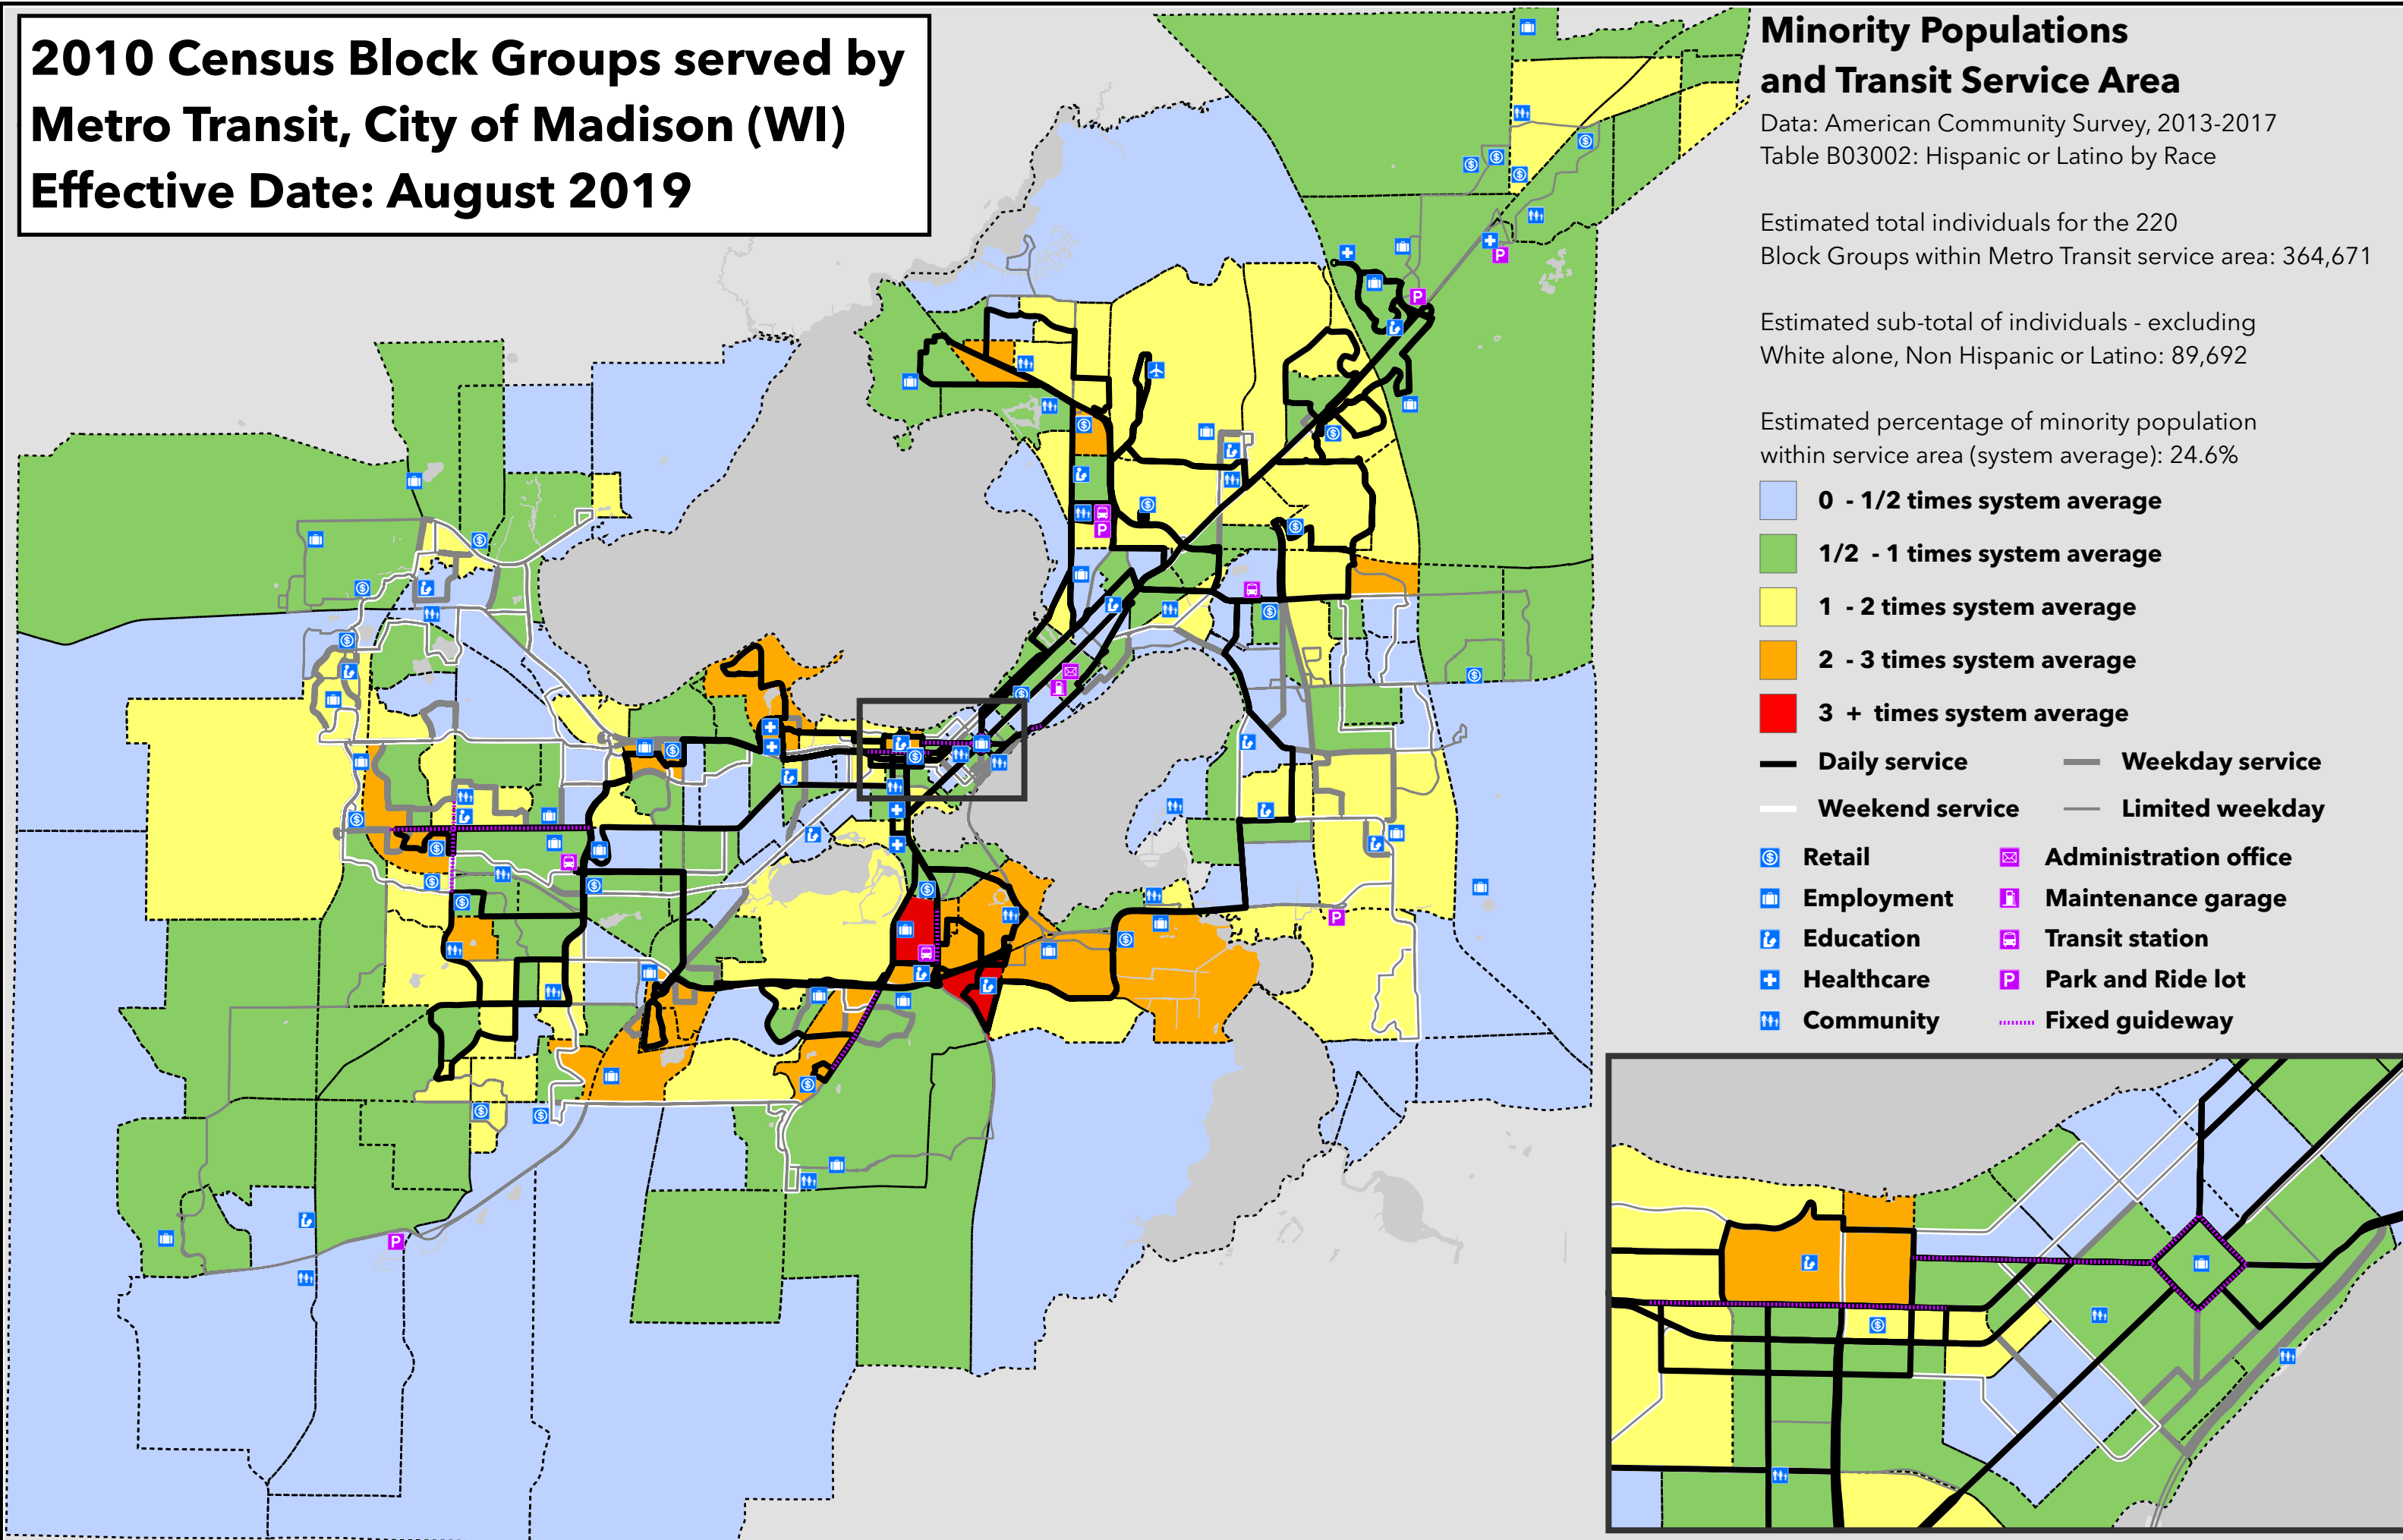 2010 Census Block Groups served by
Metro Transit, City of Madison (WI)
Effective Date: August 2019
Minority Populations
and Transit Service Area
Data: American Community Survey, 2013-2017
Table B03002: Hispanic or Latino by Race
Estimated total individuals for the 220
Block Groups within Metro Transit service area: 364,671
Estimated sub-total of individuals - excluding
White alone, Non Hispanic or Latino: 89,692
Estimated percentage of minority population
within service area (system average): 24.6%
0 - 1/2 times system average
1/2 - 1 times system average
1 - 2 times system average
2 - 3 times system average
3 + times system average
Daily service
Weekday service
Weekend service
Limited weekday
Retail
Administration office
Employment
Maintenance garage
Education
Transit station
Healthcare
P Park and Ride lot
Community
Fixed guideway